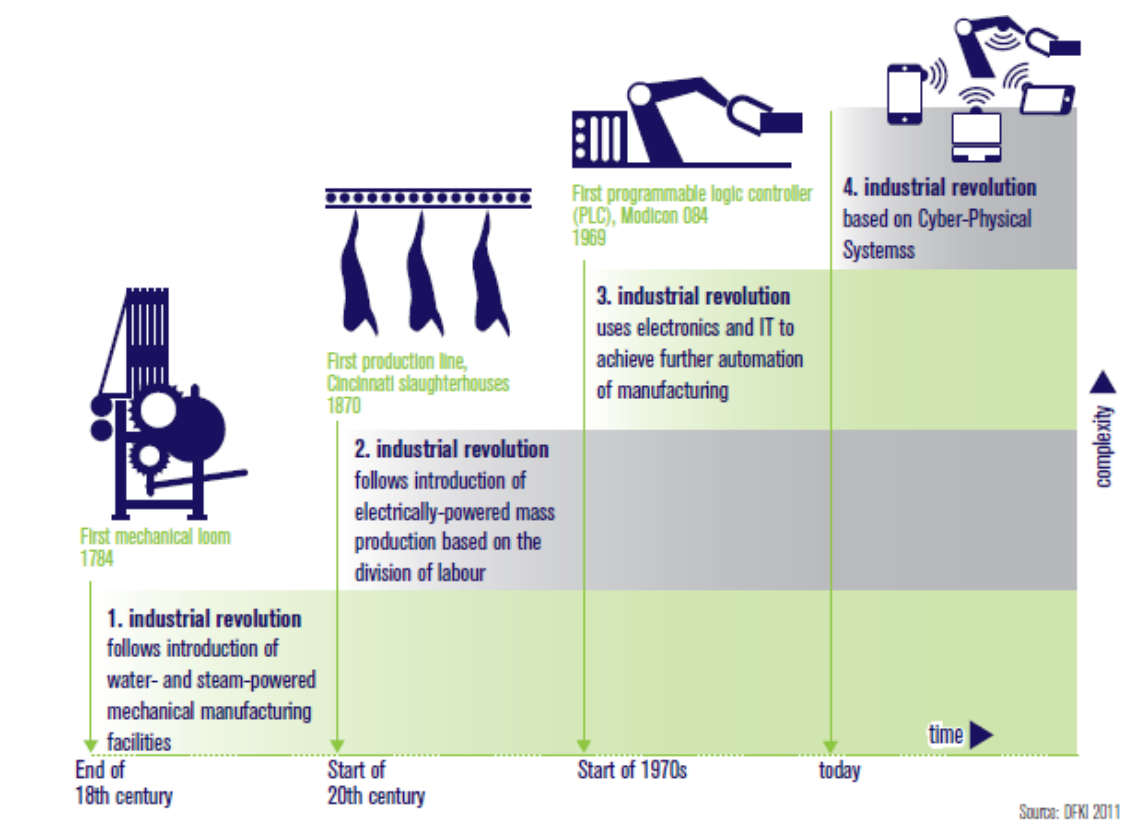 First mechanical loom
1784
1. industrial revolution
follows introduction of
water- and steam-powered
mechanical manufacturing
facilities
End of
18th century
First production line,
Cincinnati slaughterhouses
1870
2. industrial revolution
follows introduction of
electrically-powered mass
production based on the
division of labour
Start of
20th century
First programmable logic controller
(PLC), Modicon 084
1969
3. industrial revolution
uses electronics and IT to
achieve further automation
of manufacturing
Start of 1970s
4. industrial revolution
based on Cyber-Physical
Systemss
today
time
complexity
Source: DFKI 2011